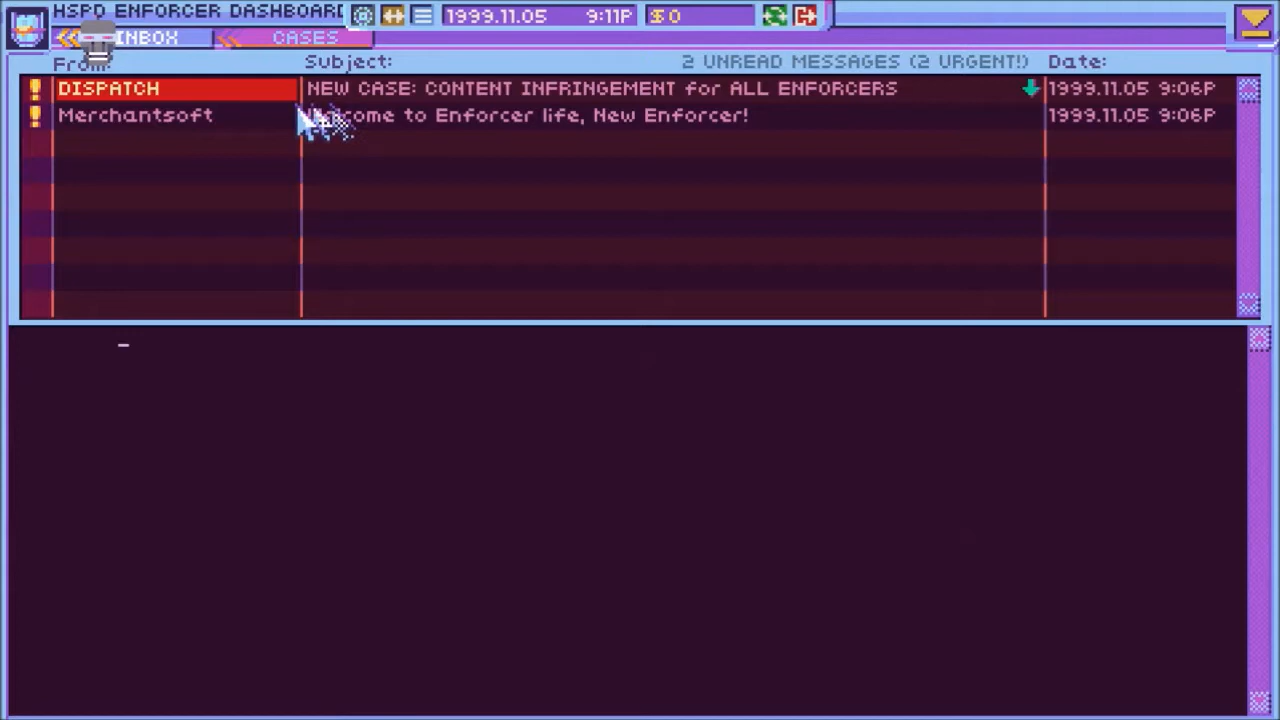 HSPD ENFORCER DASHBOARD
1999.11.05 9:11P
0
INBOX
CASES
Subject:
2 UNREAD MESSAGES (2 URGENT!)
Date:
DISPATCH
NEW CASE: CONTENT INFRINGEMENT for ALL ENFORCERS
1999.11.05 9:06P
Merchantsoft
to Enforcer life, New Enforcer!
1999.11.05 9:06P